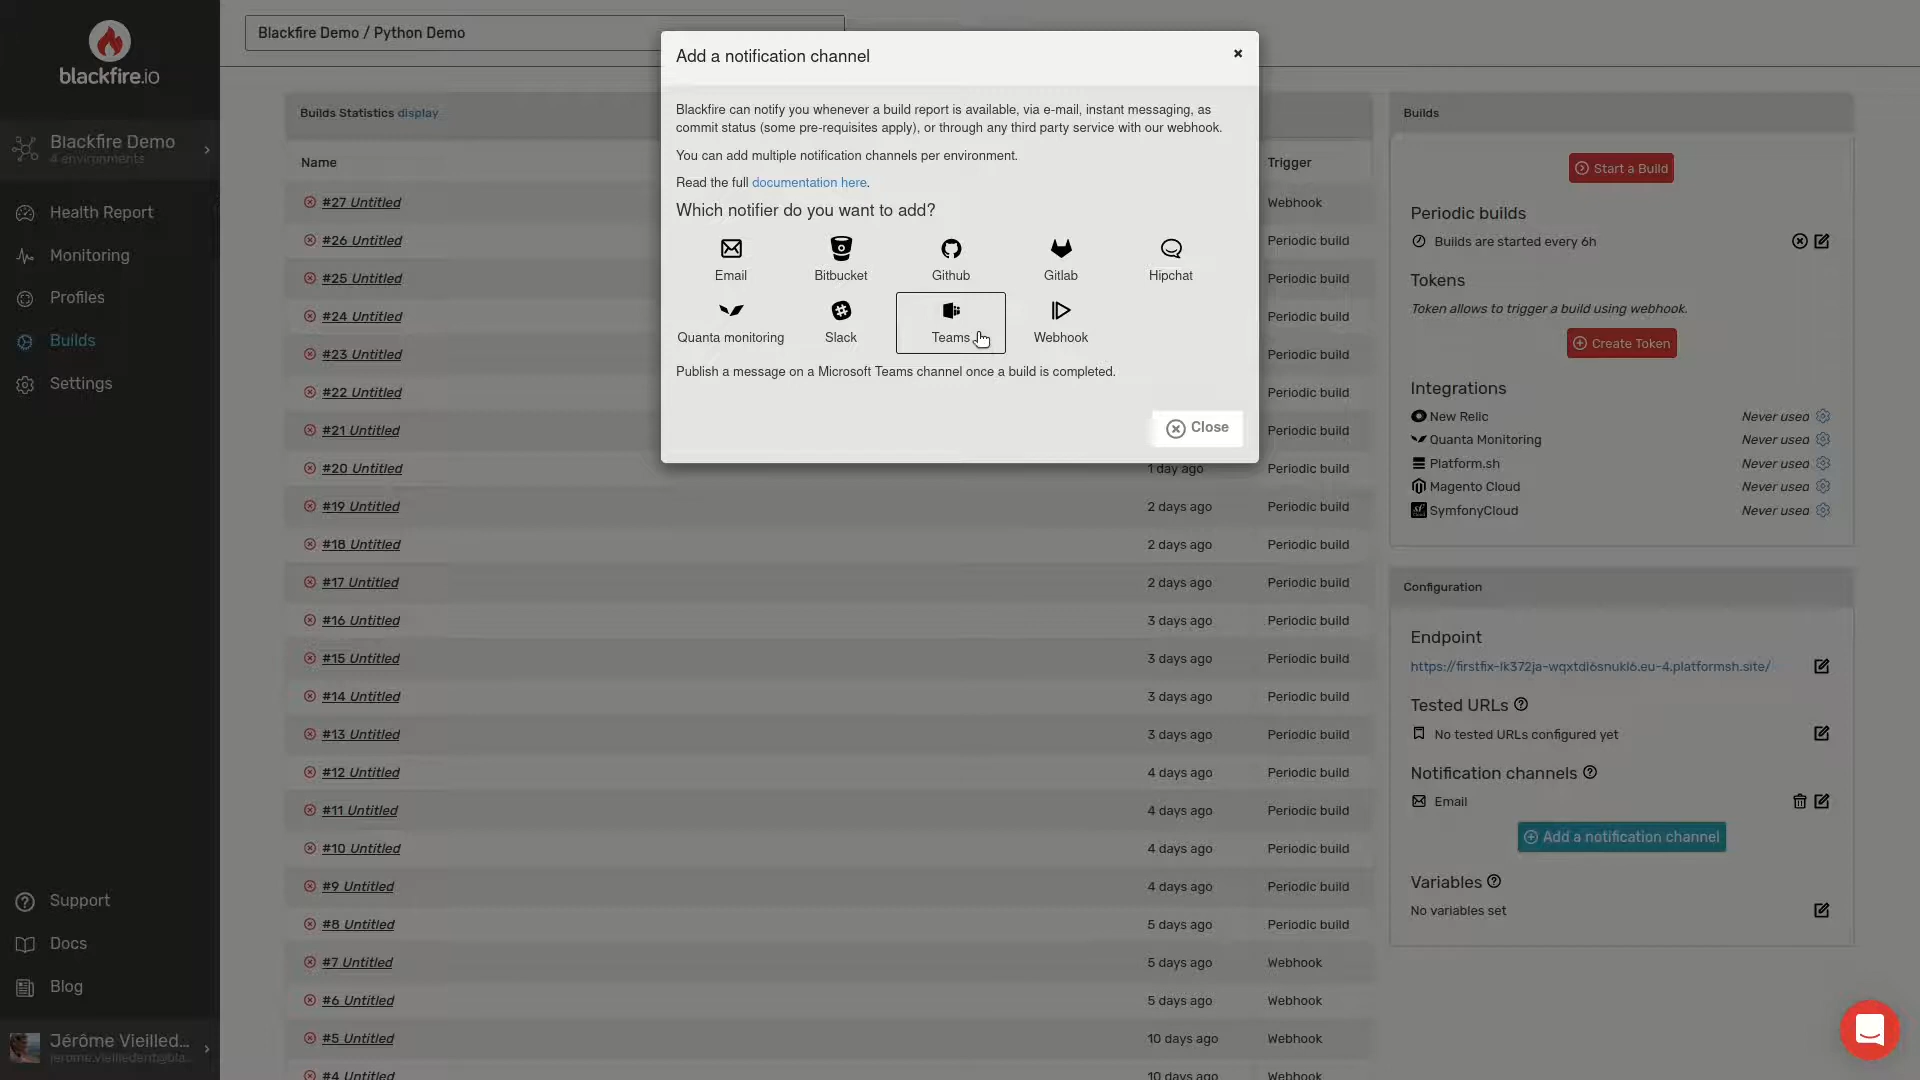 blackfire.io
Blackfire Demo
4 environments
Health Report
Monitoring
Profiles
Builds
Settings
Support
Docs
Blog
Jérôme Vieilled...
jerome.vieilledent@bla...
Blackfire Demo / Python Demo
Add a notification channel
Blackfire can notify you whenever a build report is available, via e-mail, instant messaging, as
commit status (some pre-requisites apply), or through any third party service with our webhook.
You can add multiple notification channels per environment.
Read the full documentation here.
Which notifier do you want to add?
Email
Bitbucket
Github
Gitlab
Hipchat
Quanta monitoring
Slack
Teams
Webhook
Publish a message on a Microsoft Teams channel once a build is completed.
Close
Builds Statistics display
Name Trigger
#27 Untitled Webhook
#26 Untitled Periodic build
#25 Untitled Periodic build
#24 Untitled Periodic build
#23 Untitled Periodic build
#22 Untitled Periodic build
#21 Untitled Periodic build
#20 Untitled 1 day ago Periodic build
#19 Untitled 2 days ago Periodic build
#18 Untitled 2 days ago Periodic build
#17 Untitled 2 days ago Periodic build
#16 Untitled 3 days ago Periodic build
#15 Untitled 3 days ago Periodic build
#14 Untitled 3 days ago Periodic build
#13 Untitled 3 days ago Periodic build
#12 Untitled 4 days ago Periodic build
#11 Untitled 4 days ago Periodic build
#10 Untitled 4 days ago Periodic build
#9 Untitled 4 days ago Periodic build
#8 Untitled 5 days ago Periodic build
#7 Untitled 5 days ago Webhook
#6 Untitled 5 days ago Webhook
#5 Untitled 10 days ago Webhook
#4 Untitled 10 days ago Webhook
Builds
Start a Build
Periodic builds
Builds are started every 6h
Tokens
Token allows to trigger a build using webhook.
Create Token
Integrations
New Relic Never used
Quanta Monitoring Never used
Platform.sh Never used
Magento Cloud Never used
SymfonyCloud Never used
Configuration
Endpoint
https://firstfix-lk372ja-wqxtdi6snuki6.eu-4.platformsh.site/
Tested URLs
No tested URLs configured yet
Notification channels
Email
Add a notification channel
Variables
No variables set